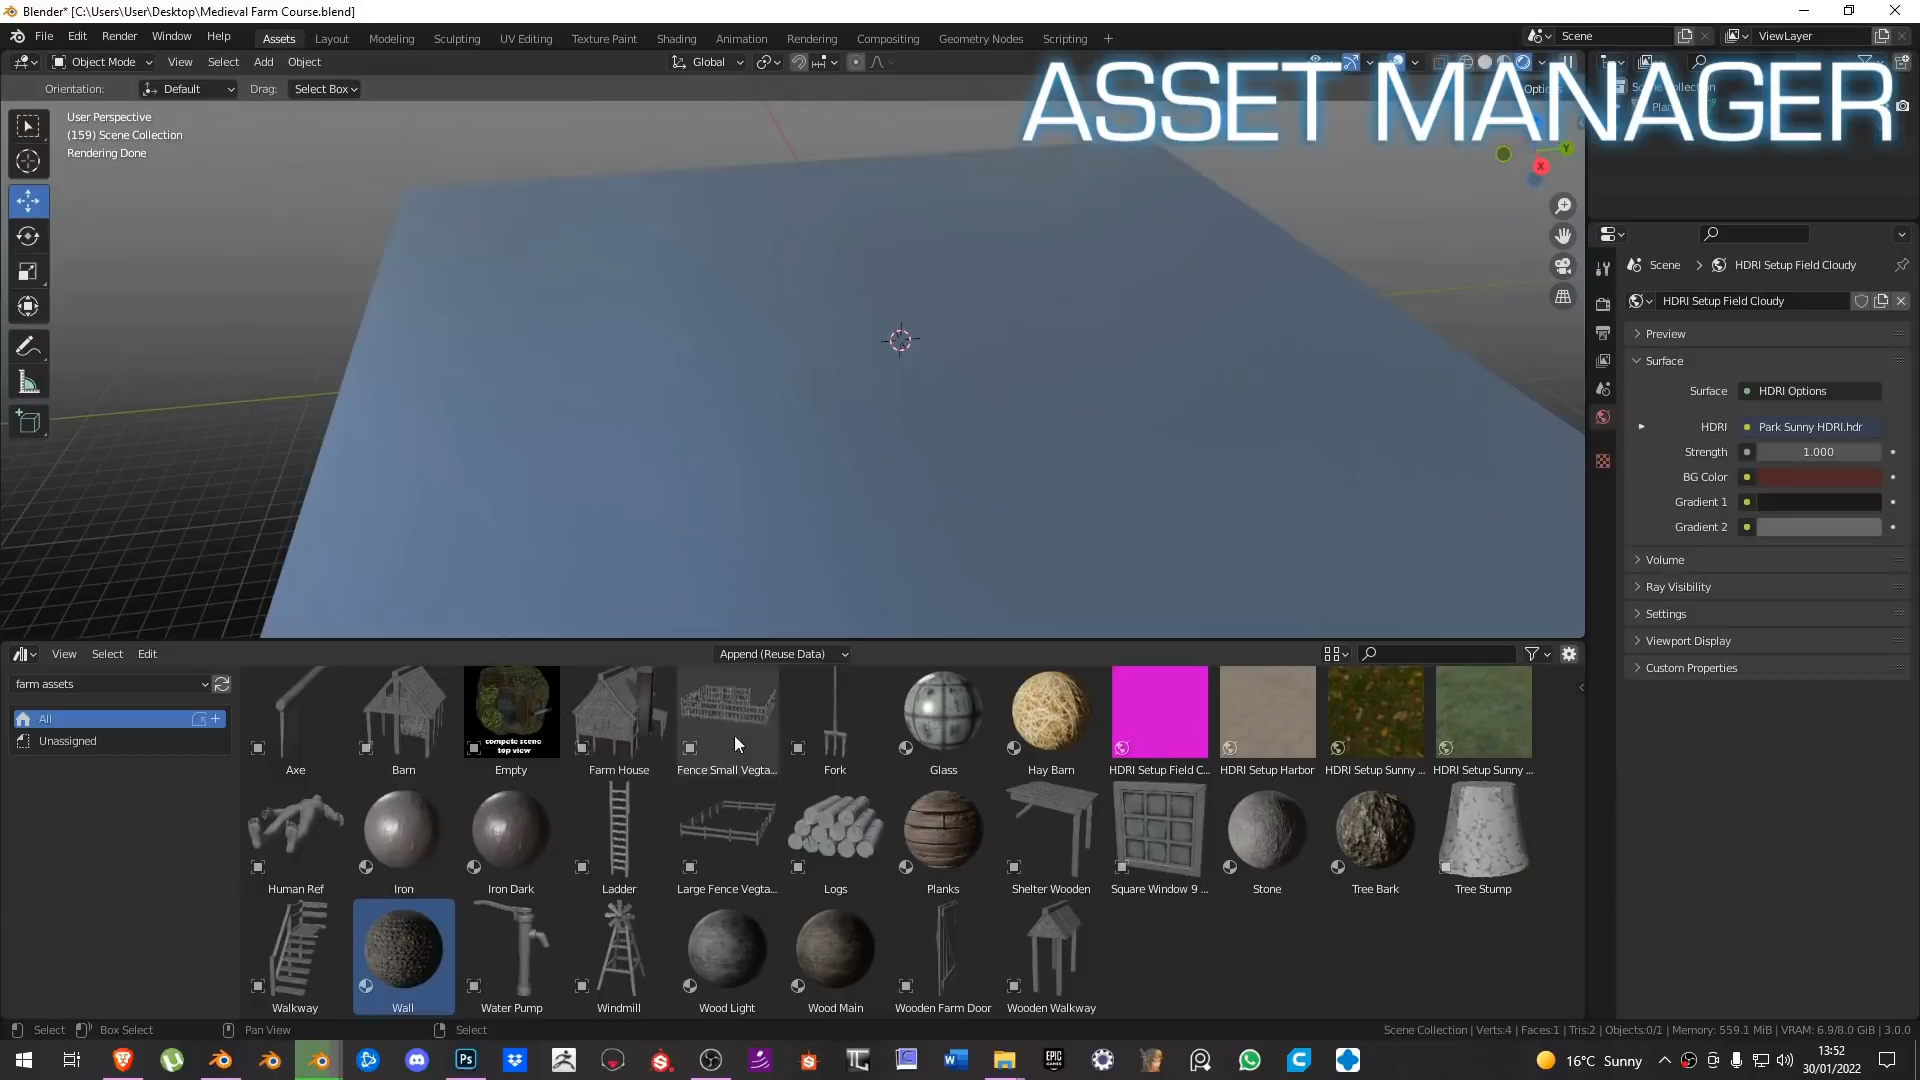 Blender* [C:\Users\User\Desktop\Medieval Farm Course.blend]
File Edit Render Window Help Assets Layout Modeling Sculpting UV Editing Texture Paint Shading Animation Rendering Compositing Geometry Nodes Scripting + Scene ViewLayer
Object Mode View Select Add Object Global
ASSET MANAGER
Orientation: Default Drag: Select Box
User Perspective
(159) Scene Collection
Rendering Done
Y
X
Scene > HDRI Setup Field Cloudy
HDRI Setup Field Cloudy
Preview
Surface
Surface HDRI Options
HDRI Park Sunny HDRI.hdr
Strength 1.000
BG Color
Gradient 1
Gradient 2
Volume
Ray Visibility
Settings
Viewport Display
Custom Properties
View Select Edit Append (Reuse Data)
farm assets
All
Unassigned
compete scene
top view
Axe Barn Empty Farm House Fence Small Vegta... Fork Glass Hay Barn HDRI Setup Field C... HDRI Setup Harbor HDRI Setup Sunny ... HDRI Setup Sunny ...
Human Ref Iron Iron Dark Ladder Large Fence Vegta... Logs Planks Shelter Wooden Square Window 9 ... Stone Tree Bark Tree Stump
Walkway Wall Water Pump Windmill Wood Light Wood Main Wooden Farm Door Wooden Walkway
Select Box Select Pan View Select Scene Collection | Verts:4 | Faces:1 | Tris:2 | Objects:0/1 | Memory: 559.1 MiB | VRAM: 6.9/8.0 GiB | 3.0.0
16°C Sunny
13:52
30/01/2022